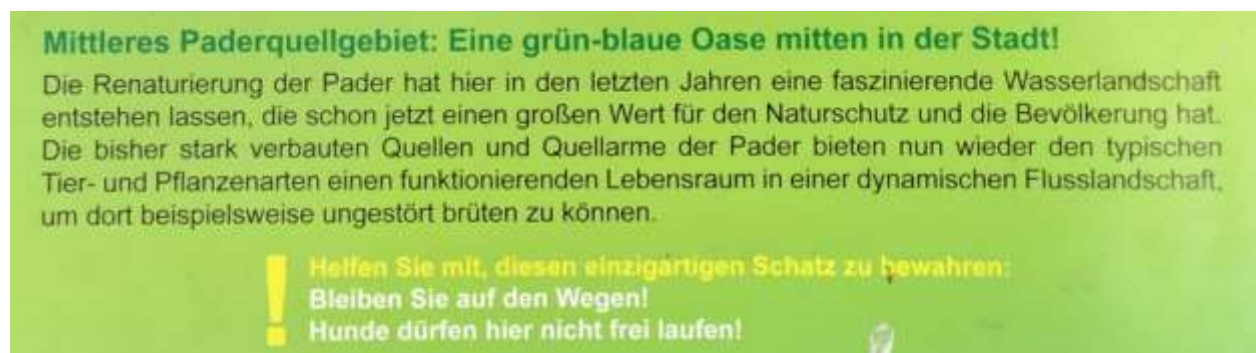 Mittleres Paderquellgebiet: Eine grün-blaue Oase mitten in der Stadt!
Die Renaturierung der Pader hat hier in den letzten Jahren eine faszinierende Wasserlandschaft
entstehen lassen, die schon jetzt einen großen Wert für den Naturschutz und die Bevölkerung hat.
Die bisher stark verbauten Quellen und Quellarme der Pader bieten nun wieder den typischen
Tier- und Pflanzenarten einen funktionierenden Lebensraum in einer dynamischen Flusslandschaft,
um dort beispielsweise ungestört brüten zu können.
! Helfen Sie mit, diesen einzigartigen Schatz zu bewahren:
Bleiben Sie auf den Wegen!
Hunde dürfen hier nicht frei laufen!